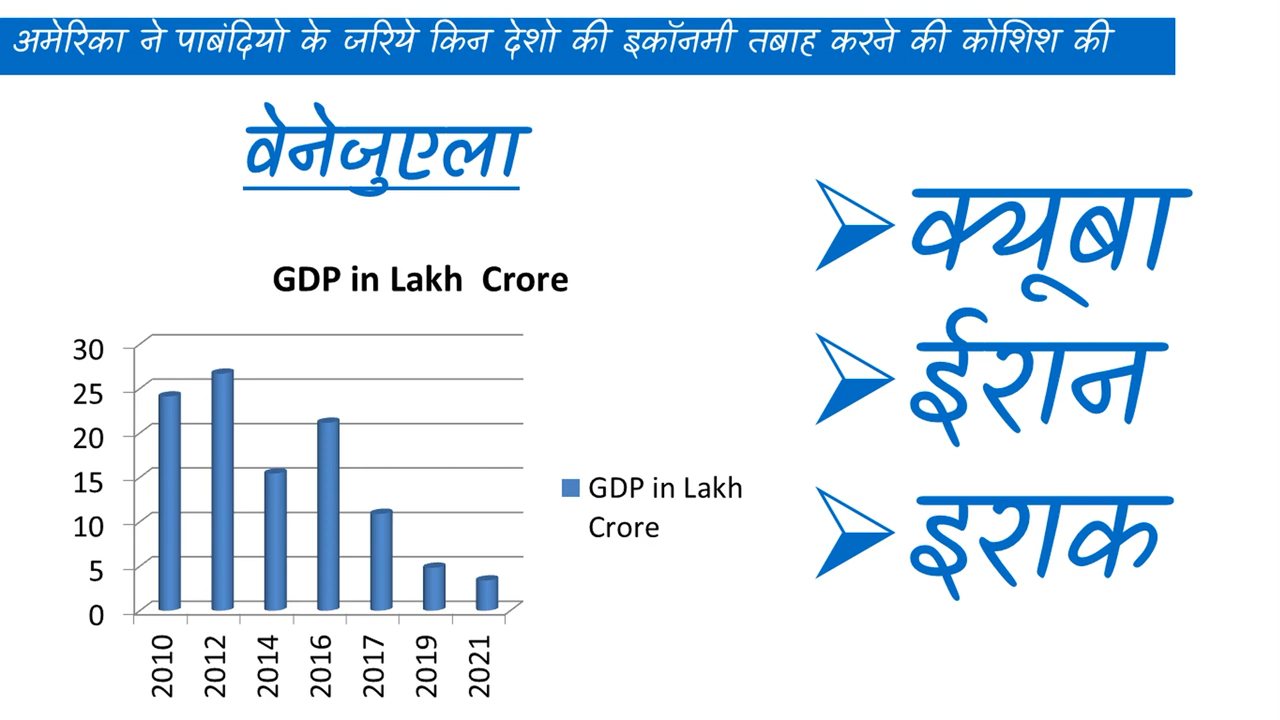 अमेरिका ने पाबंदियो के जरिये किन देशो की इकॉनमी तबाह करने की कोशिश की
वेनेजुएला
GDP in Lakh Crore
30
25
20
15
10
5
0
2010
2012
2014
2016
2017
2019
2021
GDP in Lakh
Crore
क्यूबा
ईरान
इराक